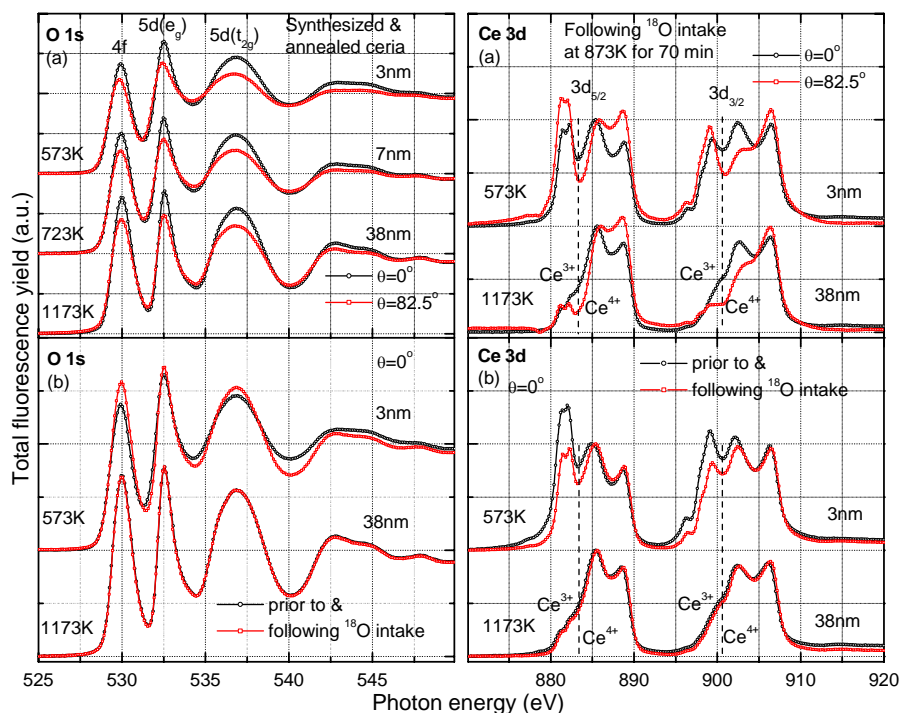 Total fluorescence yield (a.u.)
O 1s
(a)
4f
5d(e_g)
5d(t_2g)
Synthesized &
annealed ceria
3nm
573K
7nm
723K
38nm
θ=0°
θ=82.5°
1173K
O 1s
(b)
θ=0°
3nm
573K
38nm
prior to &
following ¹⁸O intake
1173K
525 530 535 540 545
Ce 3d
(a)
Following ¹⁸O intake
at 873K for 70 min
θ=0°
θ=82.5°
3d_5/2
3d_3/2
573K
3nm
Ce³⁺
Ce³⁺
1173K
Ce⁴⁺
Ce⁴⁺
38nm
Ce 3d
(b)
θ=0°
prior to &
following ¹⁸O intake
573K
3nm
Ce³⁺
Ce³⁺
1173K
Ce⁴⁺
Ce⁴⁺
38nm
880 890 900 910 920
Photon energy (eV)